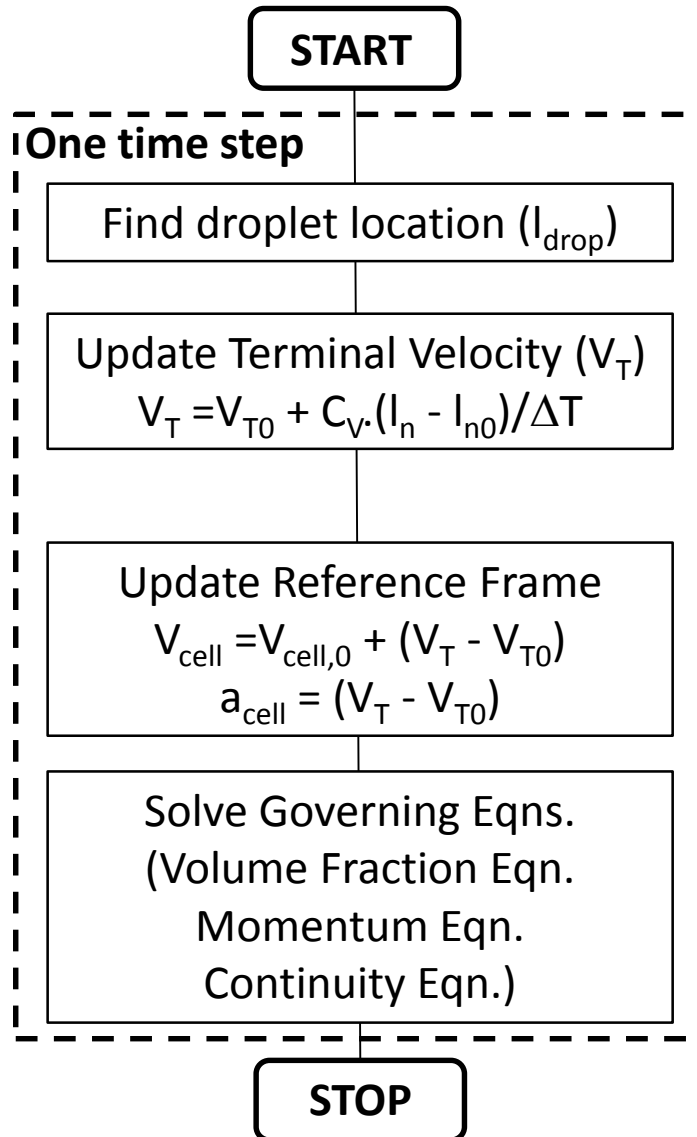 START
One time step
Find droplet location (l_drop)
Update Terminal Velocity (V_T)
V_T =V_T0 + C_V.(l_n - l_n0)/ΔT
Update Reference Frame
V_cell =V_cell,0 + (V_T - V_T0)
a_cell = (V_T - V_T0)
Solve Governing Eqns.
(Volume Fraction Eqn.
Momentum Eqn.
Continuity Eqn.)
STOP